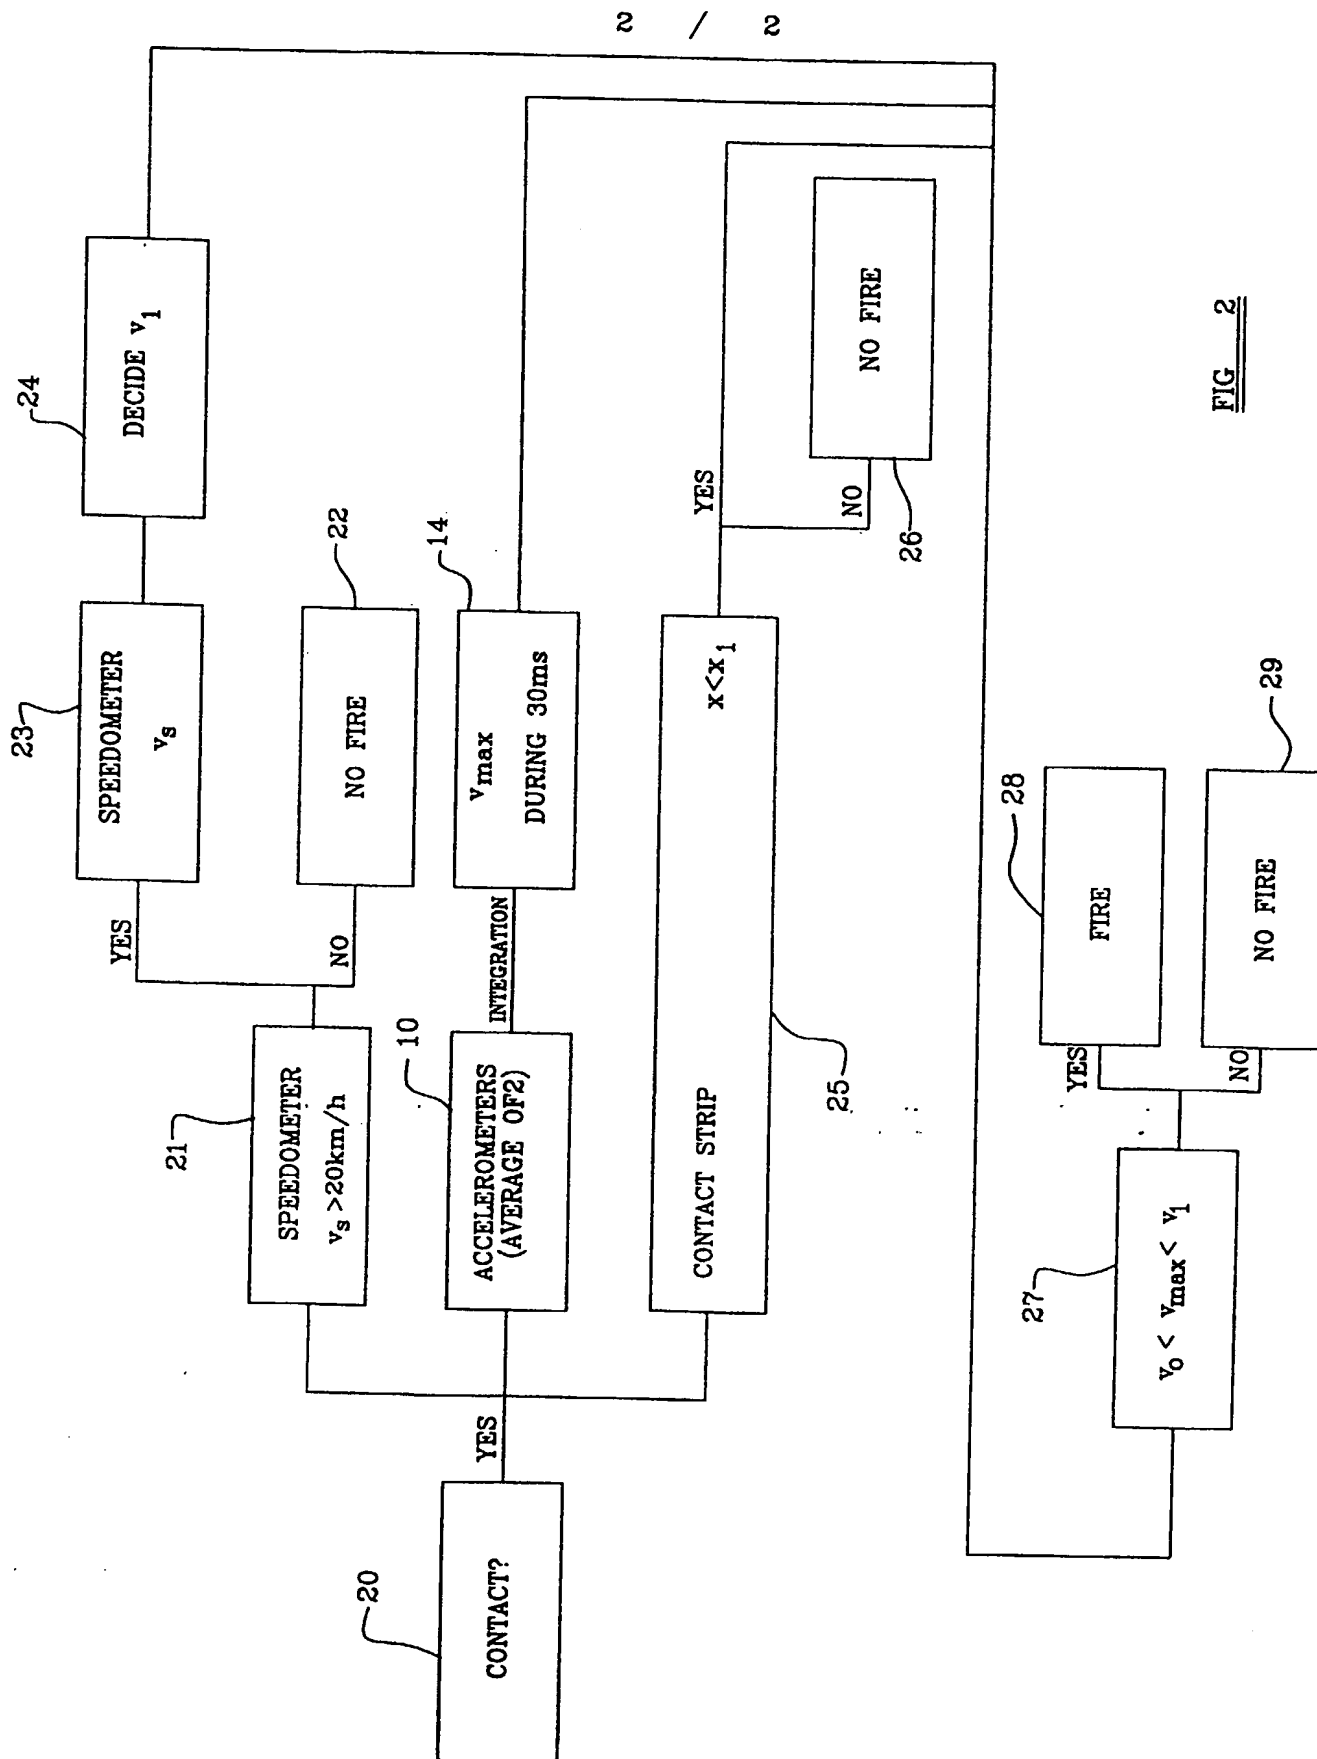 2 / 2
24
DECIDE v1
23
SPEEDOMETER
vs
YES
22
NO FIRE
NO
21
SPEEDOMETER
vs >20km/h
14
vmax
DURING 30ms
INTEGRATION
10
ACCELEROMETERS
(AVERAGE OF2)
YES
20
CONTACT?
25
CONTACT STRIP
x<x1
YES
NO
26
NO FIRE
27
vo < vmax < v1
YES
28
FIRE
NO
29
NO FIRE
FIG 2